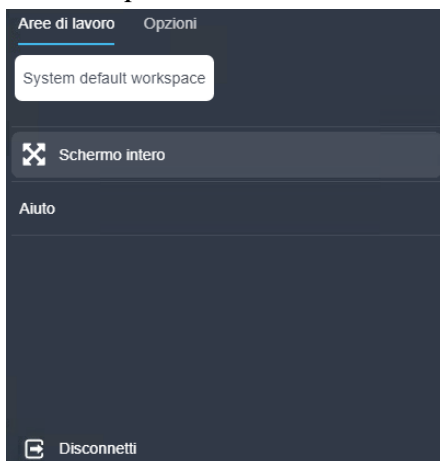 Aree di lavoro Opzioni
System default workspace
Schermo intero
Aiuto
Disconnetti